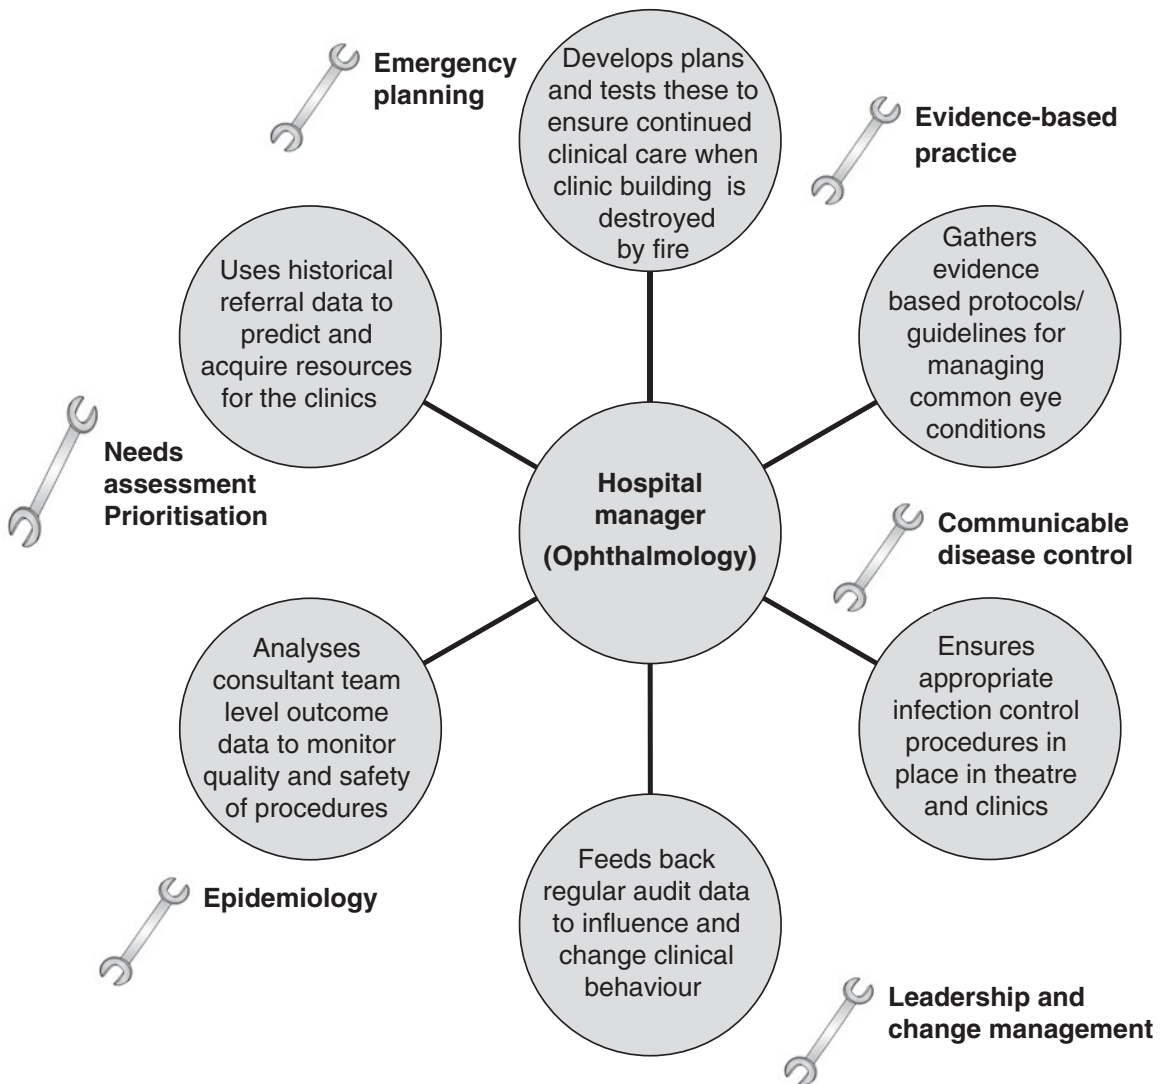 Emergency
planning
Develops plans
and tests these to
ensure continued
clinical care when
clinic building is
destroyed
by fire
Evidence-based
practice
Gathers
evidence
based protocols/
guidelines for
managing
common eye
conditions
Uses historical
referral data to
predict and
acquire resources
for the clinics
Needs
assessment
Prioritisation
Hospital
manager
(Ophthalmology)
Communicable
disease control
Ensures
appropriate
infection control
procedures in
place in theatre
and clinics
Analyses
consultant team
level outcome
data to monitor
quality and safety
of procedures
Epidemiology
Feeds back
regular audit data
to influence and
change clinical
behaviour
Leadership and
change management